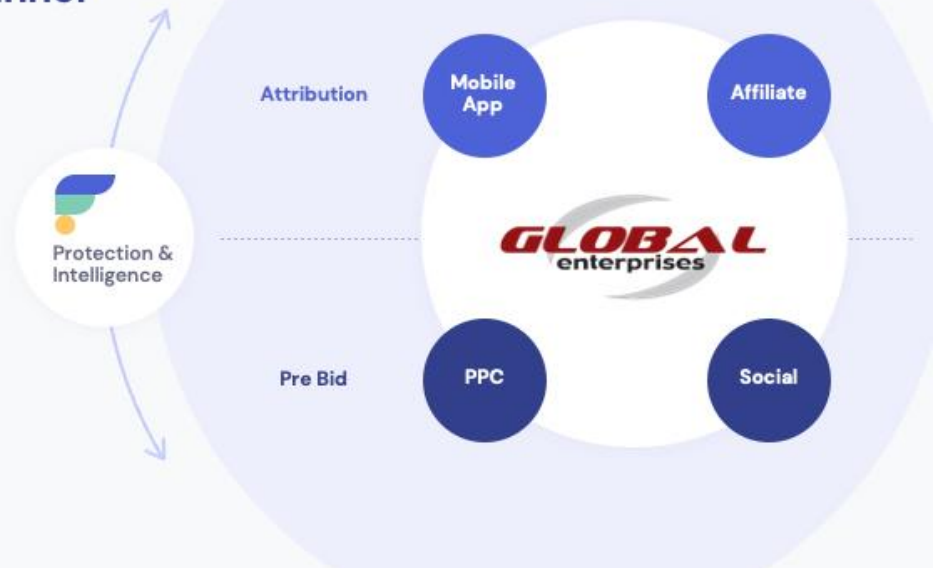 Attribution
Mobile
App
Affiliate
Protection &
Intelligence
GLOBAL
enterprises
Pre Bid
PPC
Social